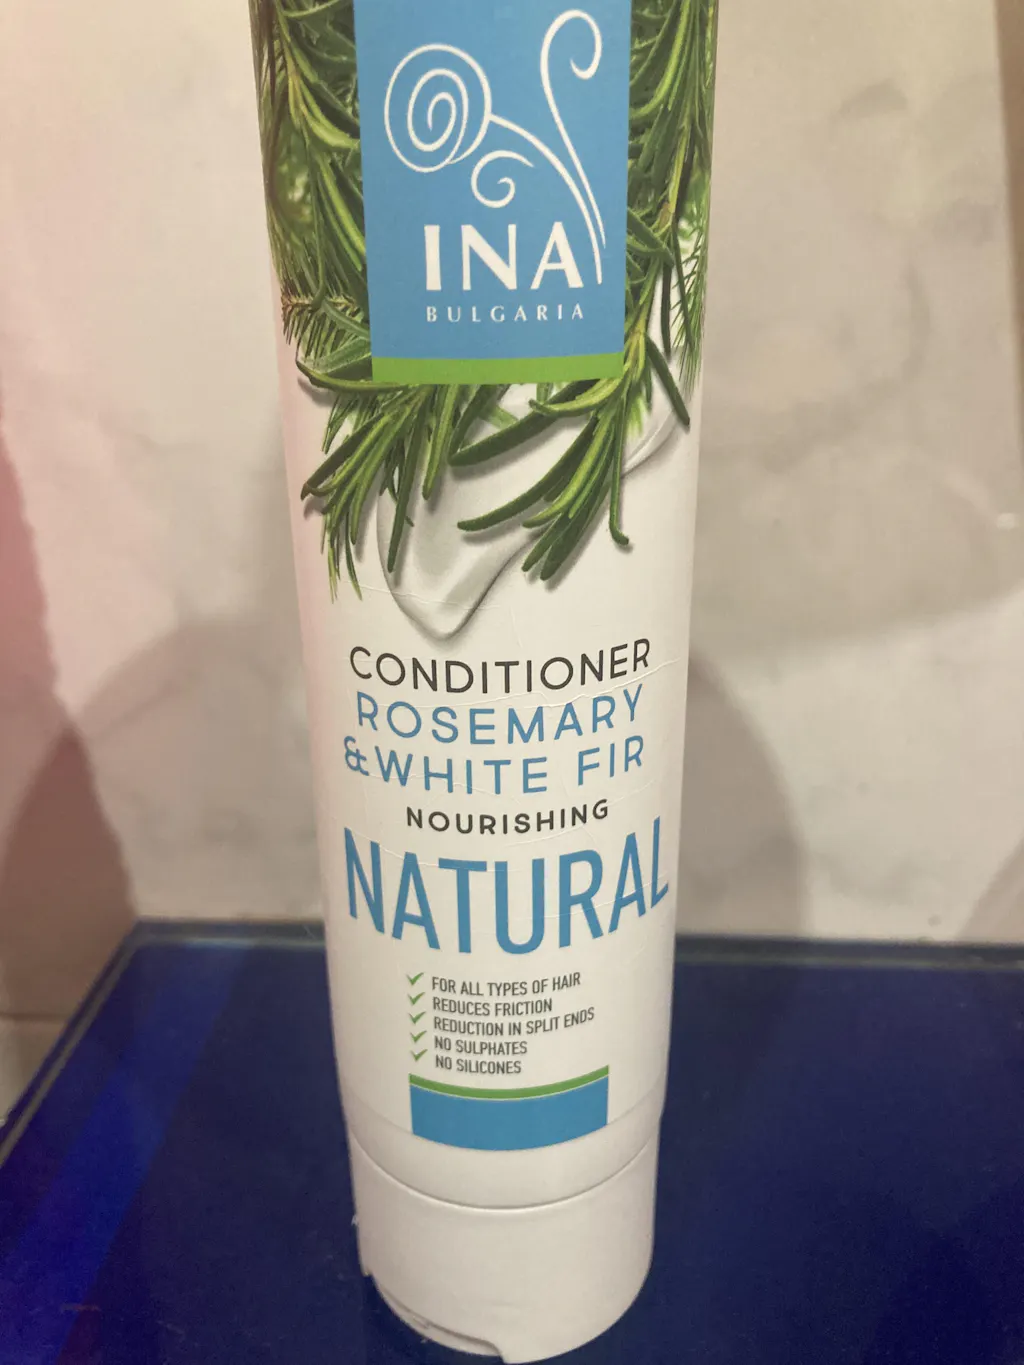 INA
BULGARIA
CONDITIONER
ROSEMARY
& WHITE FIR
NOURISHING
NATURAL
FOR ALL TYPES OF HAIR
REDUCES FRICTION
REDUCTION IN SPLIT ENDS
NO SULPHATES
NO SILICONES